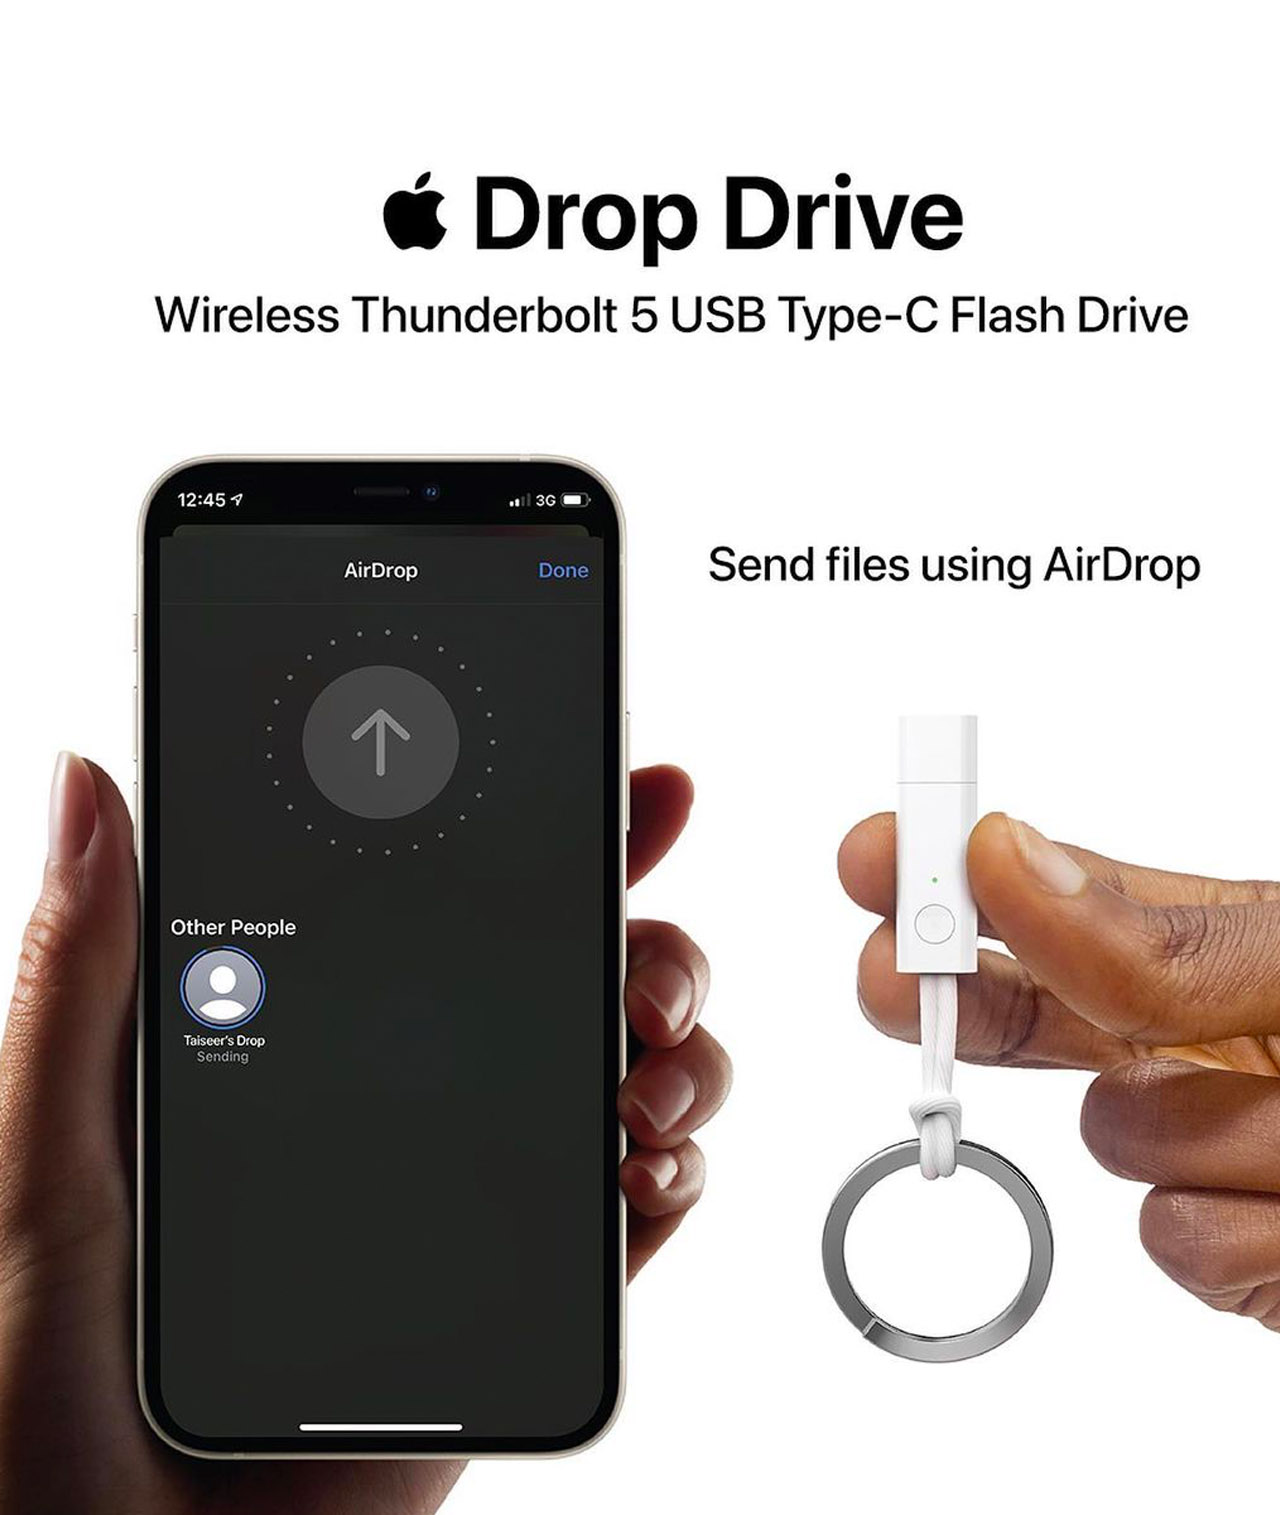 Drop Drive
Wireless Thunderbolt 5 USB Type-C Flash Drive
12:45
3G
AirDrop
Done
Send files using AirDrop
Other People
Taiseer's Drop
Sending